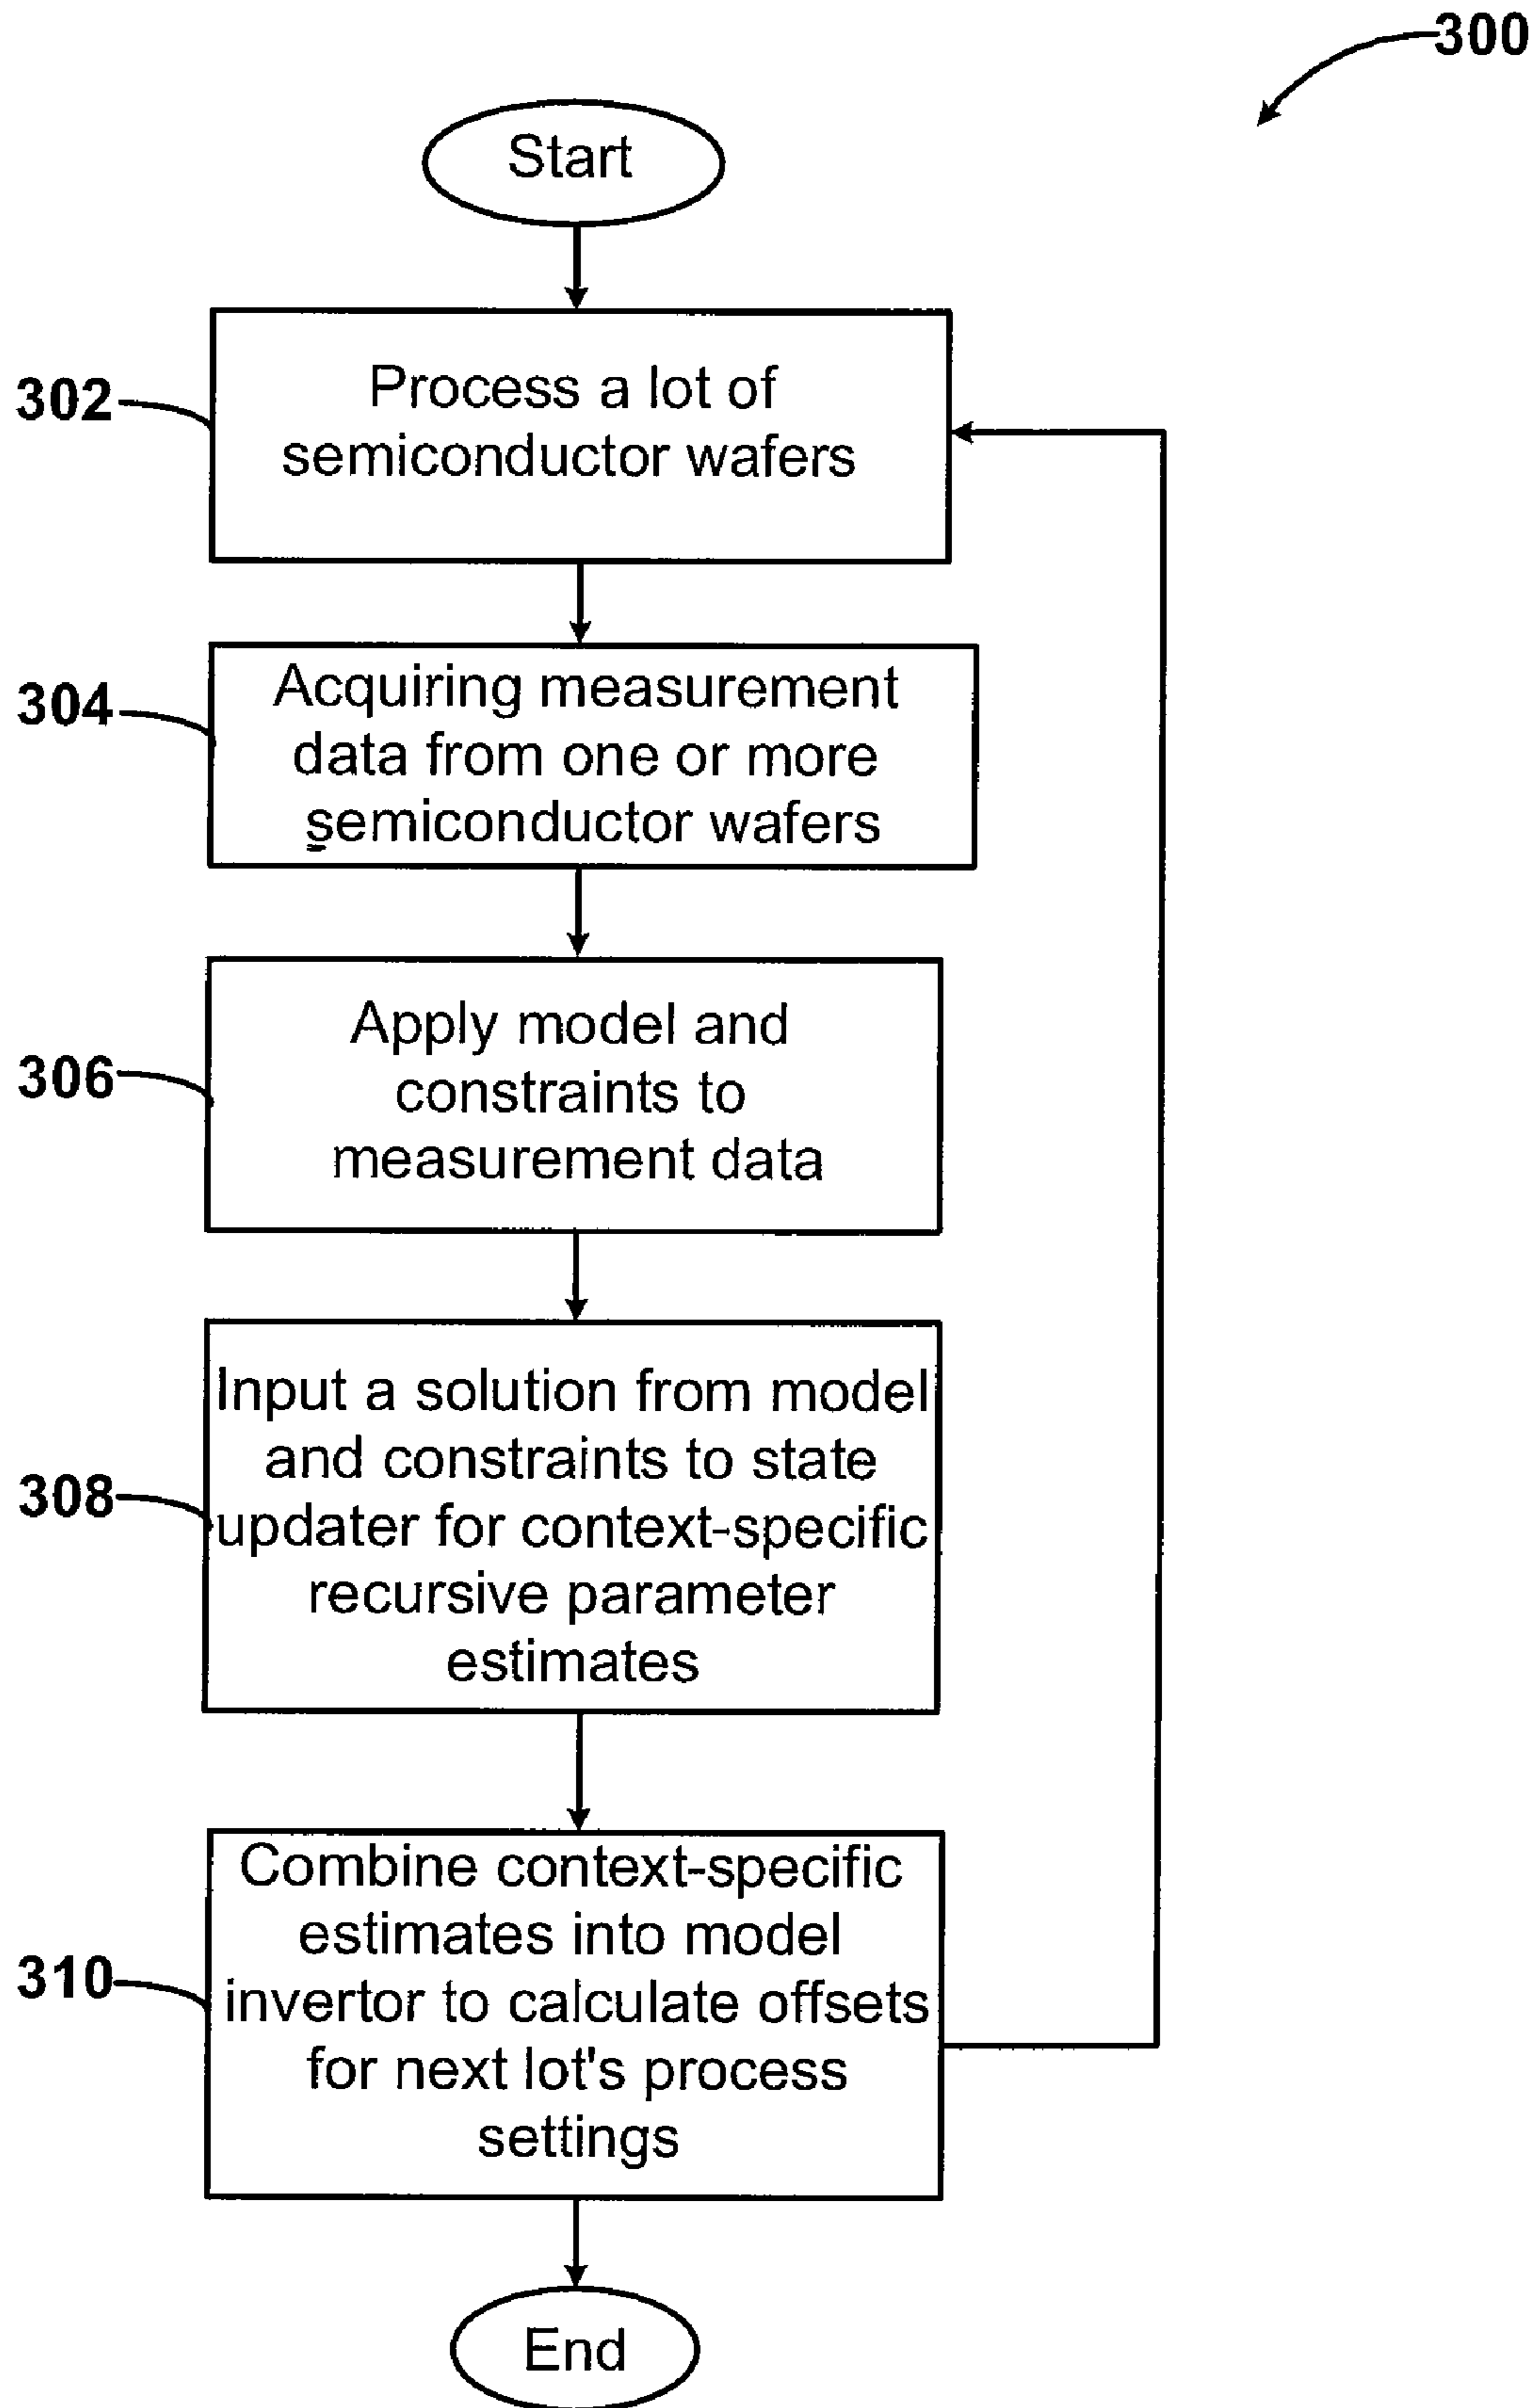 300
Start
302
Process a lot of
semiconductor wafers
304
Acquiring measurement
data from one or more
semiconductor wafers
306
Apply model and
constraints to
measurement data
308
Input a solution from model
and constraints to state
updater for context-specific
recursive parameter
estimates
310
Combine context-specific
estimates into model
invertor to calculate offsets
for next lot's process
settings
End